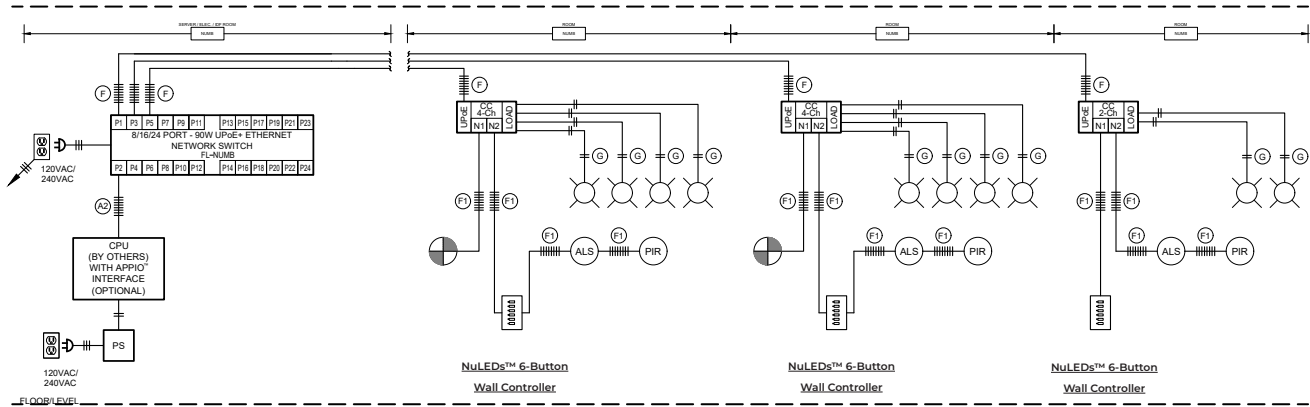 SERVER / ELEC. / IDF ROOM
NUMB
ROOM
NUMB
ROOM
NUMB
ROOM
NUMB
F
F
P1 P3 P5 P7 P9 P11 P13 P15 P17 P19 P21 P23
8/16/24 PORT - 90W UPoE+ ETHERNET
NETWORK SWITCH
FL-NUMB
P2 P4 P6 P8 P10 P12 P14 P16 P18 P20 P22 P24
120VAC/
240VAC
A2
CPU
(BY OTHERS)
WITH APPIO™
INTERFACE
(OPTIONAL)
PS
120VAC/
240VAC
FLOOR/LEVEL
F
UPoE
CC
4-Ch
N1 N2
LOAD
G
G
G
G
F1
F1
F1
ALS
F1
PIR
NuLEDs™ 6-Button
Wall Controller
F
UPoE
CC
4-Ch
N1 N2
LOAD
G
G
G
G
F1
F1
F1
ALS
F1
PIR
NuLEDs™ 6-Button
Wall Controller
F
UPoE
CC
2-Ch
N1 N2
LOAD
G
G
F1
F1
F1
ALS
F1
PIR
NuLEDs™ 6-Button
Wall Controller